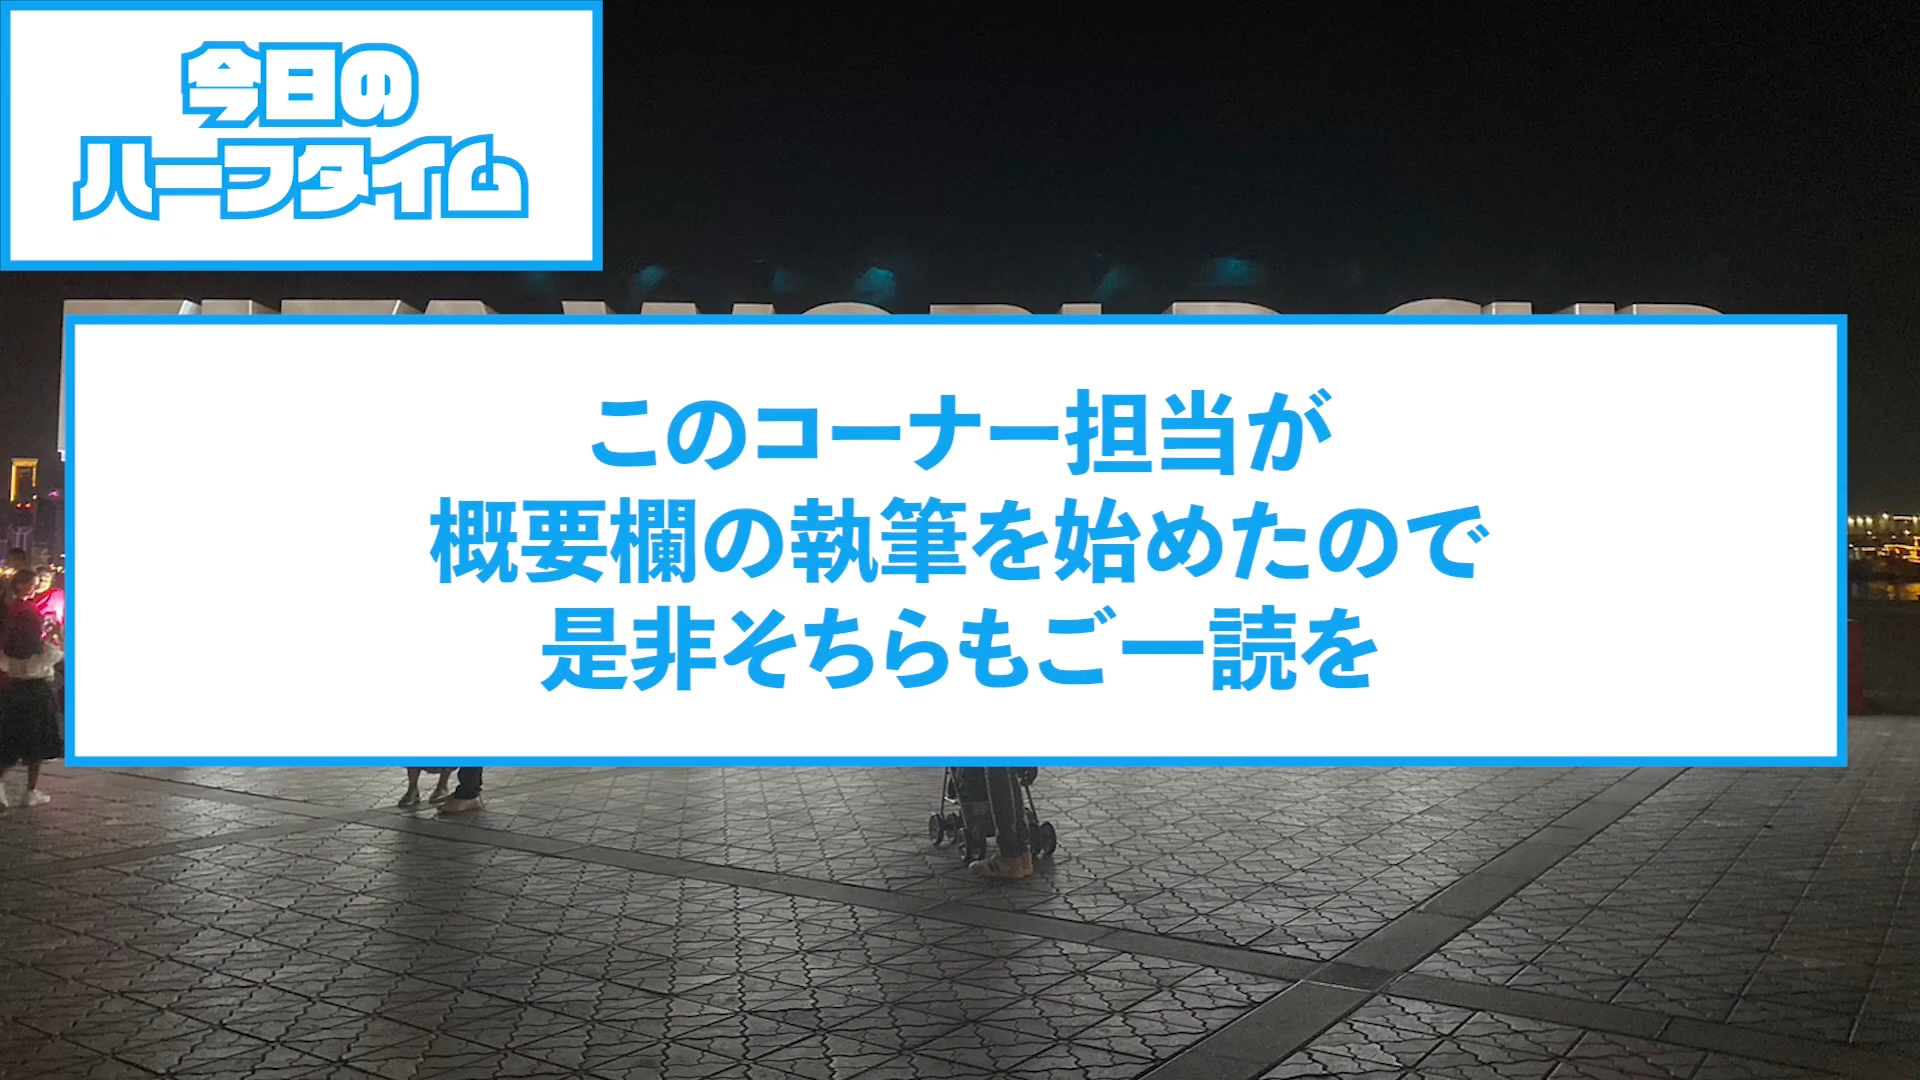 今日の
ハーフタイム
このコーナー担当が
概要欄の執筆を始めたので
是非そちらもご一読を